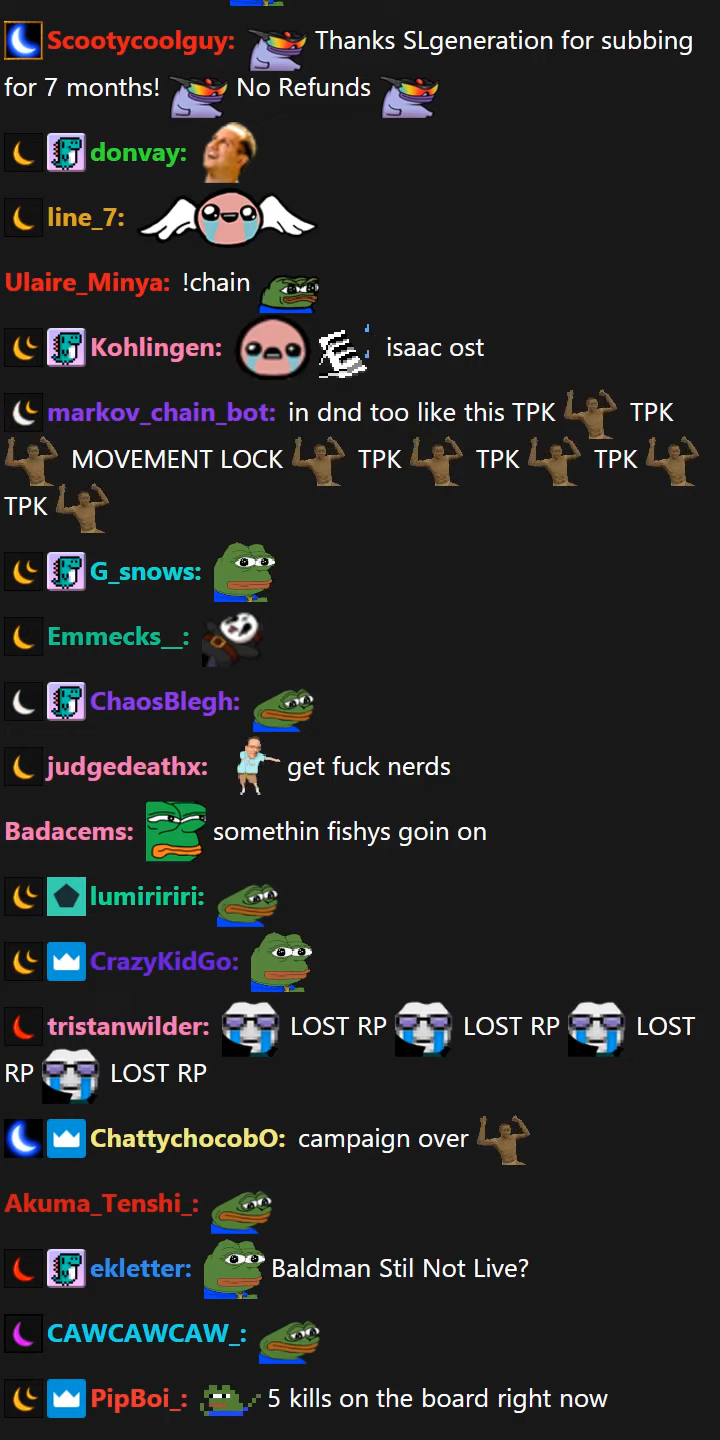 Scootycoolguy: Thanks SLgeneration for subbing
for 7 months! No Refunds
donvay:
line_7:
Ulaire_Minya: !chain
Kohlingen: isaac ost
markov_chain_bot: in dnd too like this TPK TPK
MOVEMENT LOCK TPK TPK TPK
TPK
G_snows:
Emmecks__:
ChaosBlegh:
judgedeathx: get fuck nerds
Badacems: somethin fishys goin on
lumiriririri:
CrazyKidGo:
tristanwilder: LOST RP LOST RP LOST
RP LOST RP
ChattychocobO: campaign over
Akuma_Tenshi_:
ekletter: Baldman Stil Not Live?
CAWCAWCAW_:
PipBoi_: 5 kills on the board right now